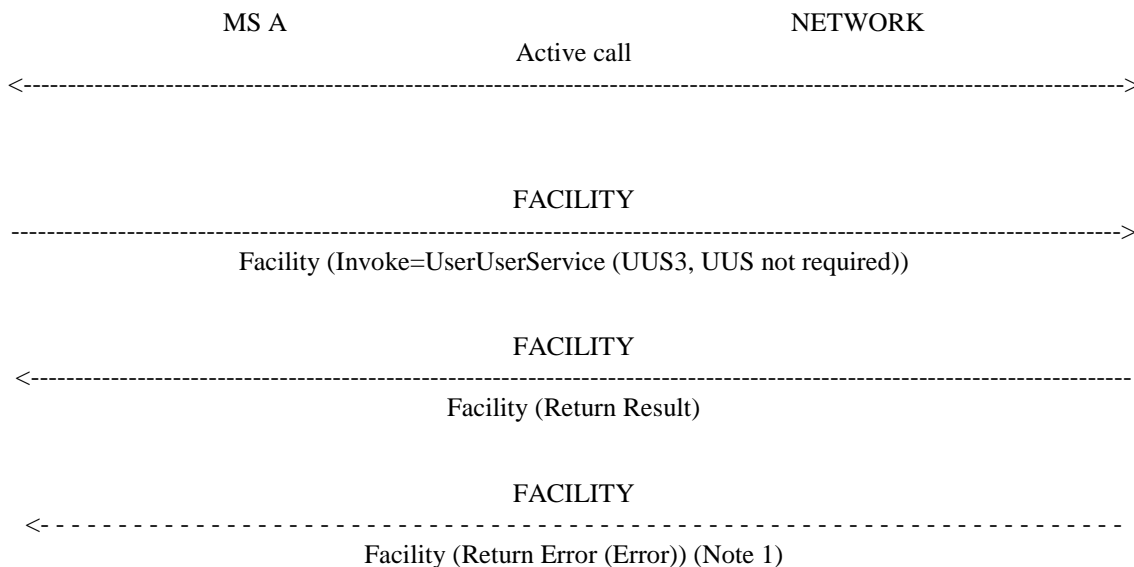 MS A NETWORK
Active call
<------------------------------------------------------------------------------------------------------------------------------>
FACILITY
------------------------------------------------------------------------------------------------------------------------------>
Facility (Invoke=UserUserService (UUS3, UUS not required))
FACILITY
<------------------------------------------------------------------------------------------------------------------------------
Facility (Return Result)
FACILITY
<- - - - - - - - - - - - - - - - - - - - - - - - - - - - - - - - - - - - - - - - - - - - - - - - - - - - - - - - - - - - - - - -
Facility (Return Error (Error)) (Note 1)